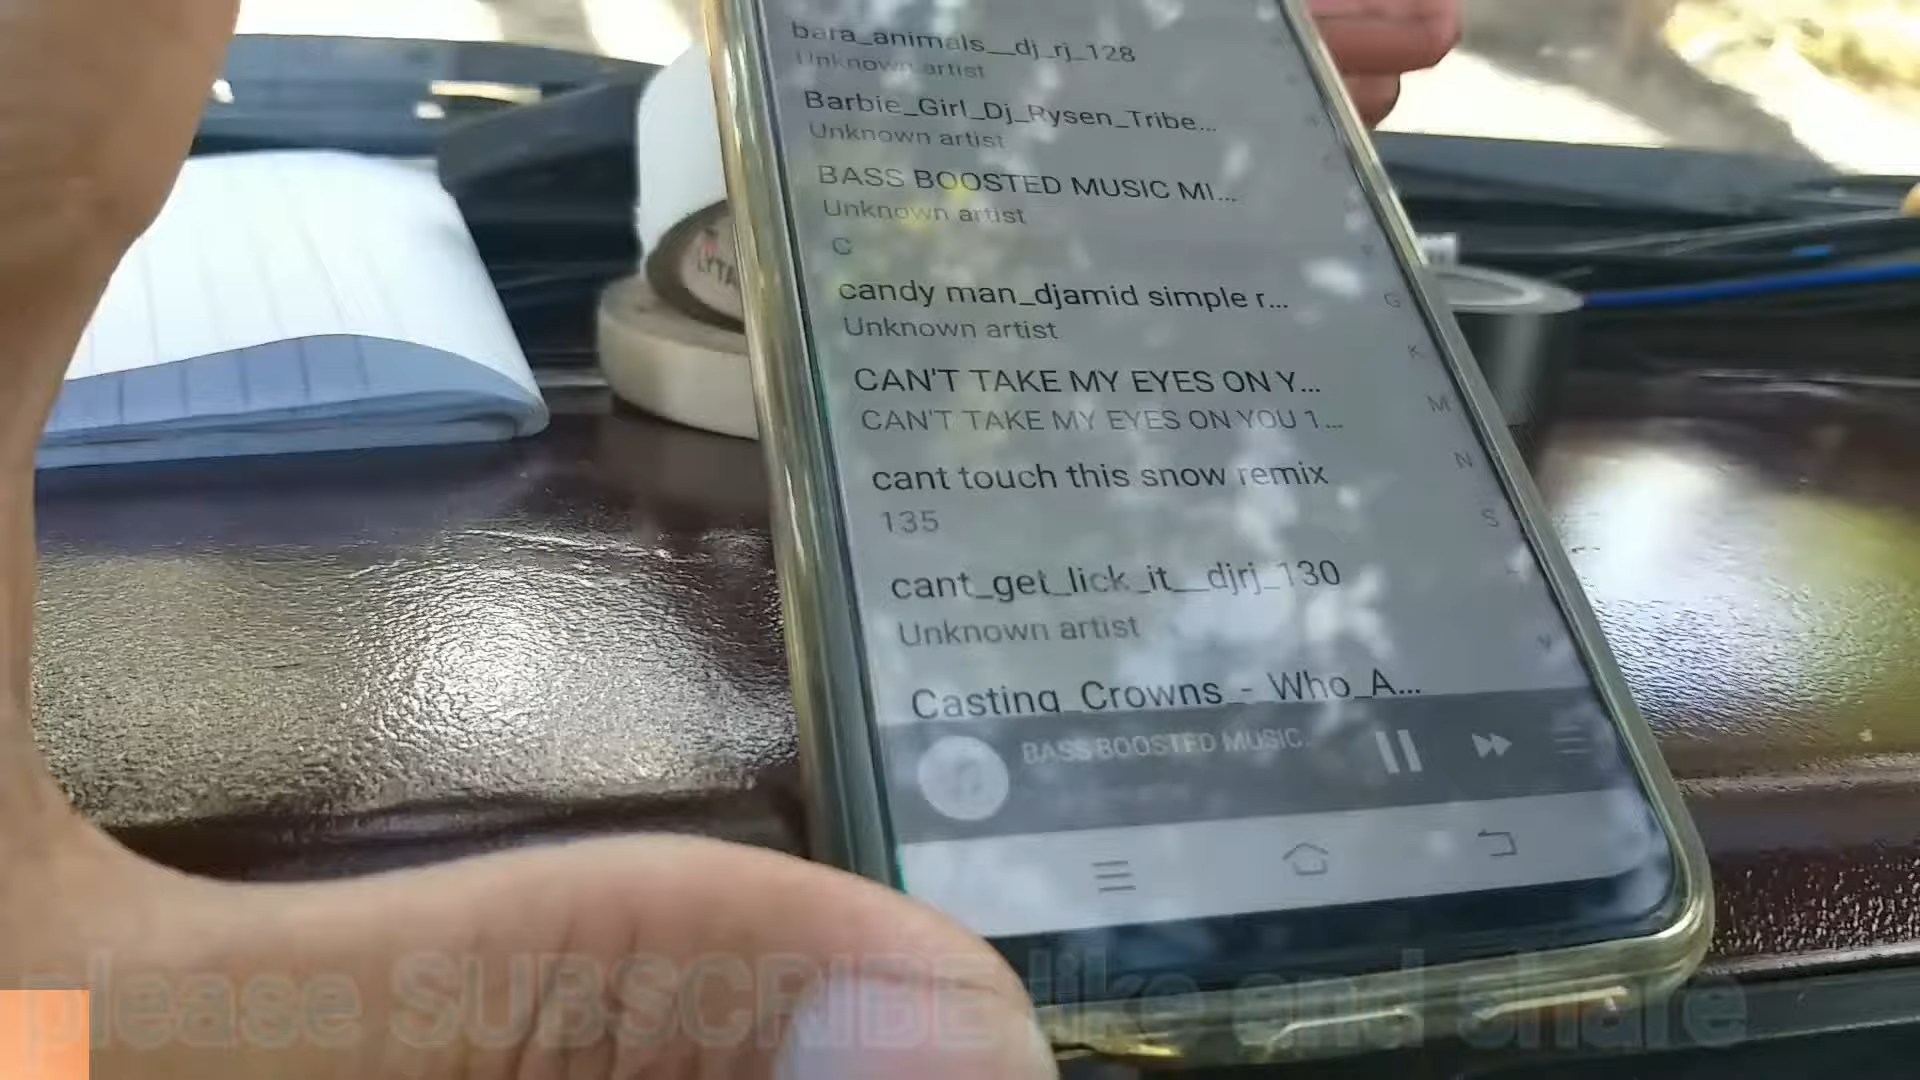 bara_animals__dj_rj_128
Unknown artist
Barbie_Girl_Dj_Rysen_Tribe...
Unknown artist
BASS BOOSTED MUSIC MI...
Unknown artist
C
candy man_djamid simple r...
Unknown artist
CAN'T TAKE MY EYES ON Y...
CAN'T TAKE MY EYES ON YOU 1...
cant touch this snow remix
135
cant_get_lick_it__djrj_130
Unknown artist
Casting_Crowns_-_Who_A...
G
K
M
N
S
V
BASS BOOSTED MUSIC
please SUBSCRIBE like and share